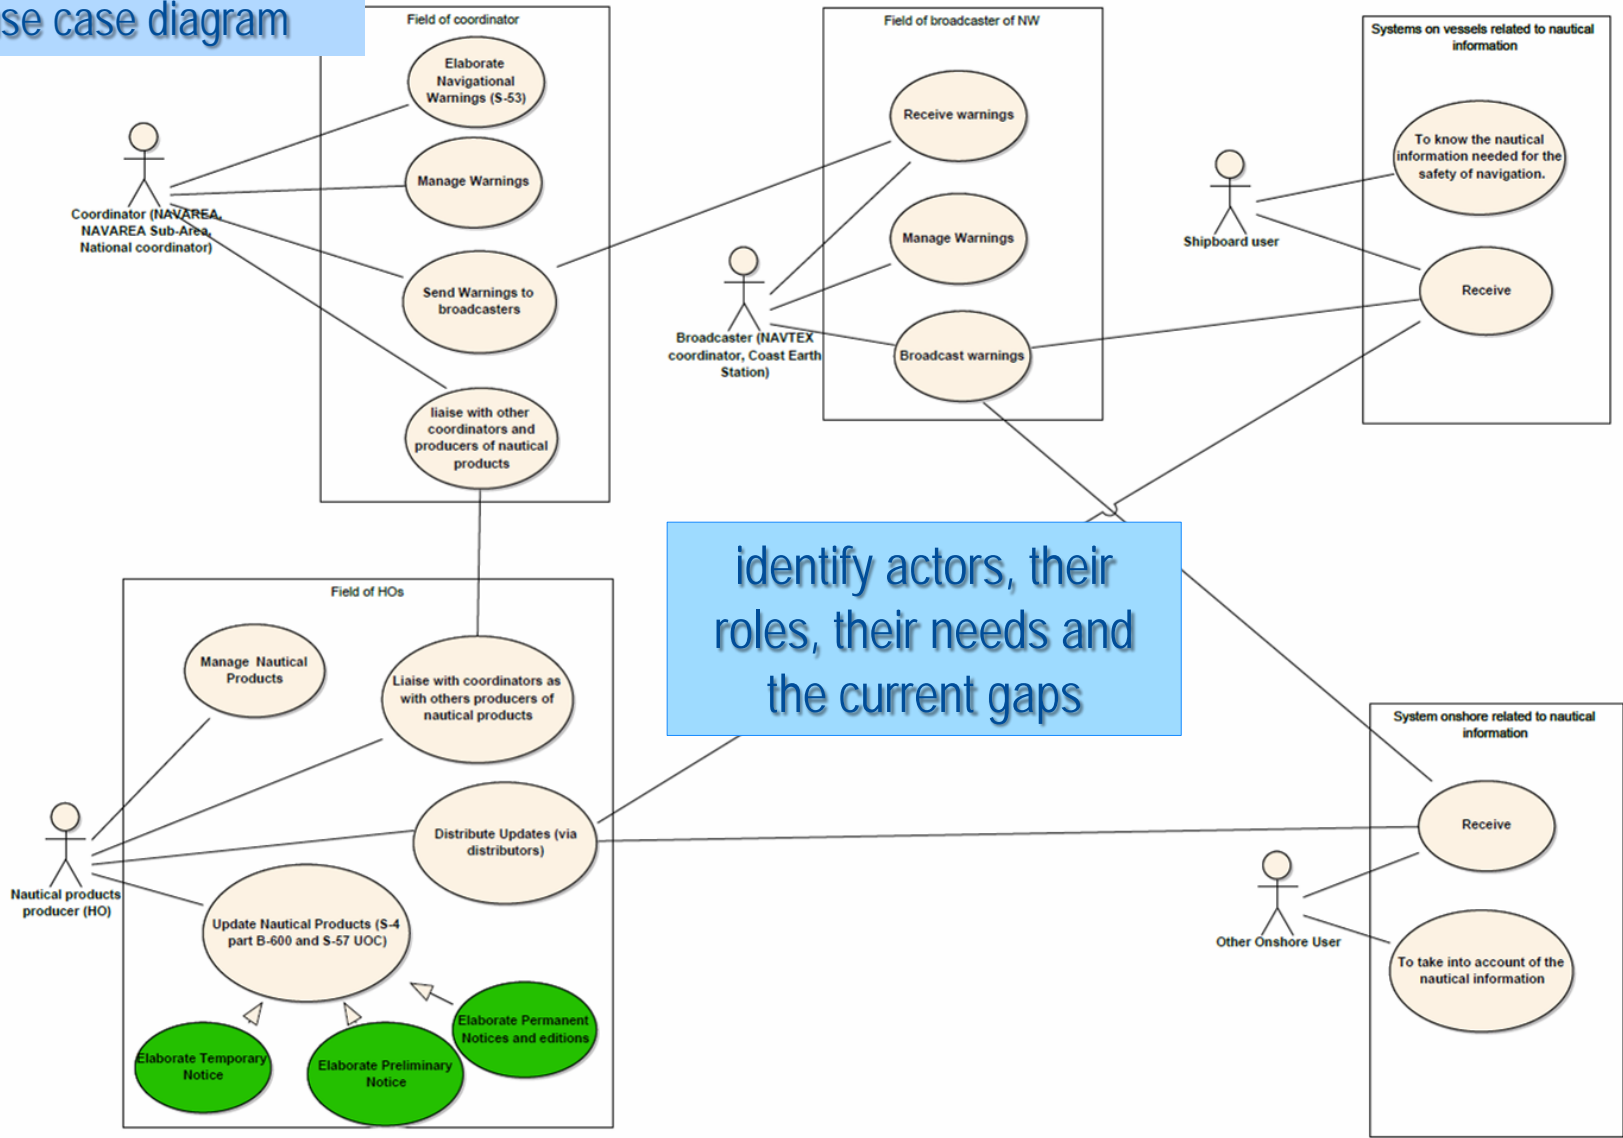 se case diagram
Field of coordinator
Elaborate
Navigational
Warnings (S-53)
Manage Warnings
Coordinator (NAVAREA,
NAVAREA Sub-Area,
National coordinator)
Send Warnings to
broadcasters
liaise with other
coordinators and
producers of nautical
products
Field of broadcaster of NW
Receive warnings
Manage Warnings
Broadcaster (NAVTEX
coordinator, Coast Earth
Station)
Broadcast warnings
Systems on vessels related to nautical
information
To know the nautical
information needed for the
safety of navigation.
Shipboard user
Receive
identify actors, their
roles, their needs and
the current gaps
Field of HOs
Manage Nautical
Products
Liaise with coordinators as
with others producers of
nautical products
Distribute Updates (via
distributors)
Nautical products
producer (HO)
Update Nautical Products (S-4
part B-600 and S-57 UOC)
Elaborate Permanent
Notices and editions
Elaborate Temporary
Notice
Elaborate Preliminary
Notice
System onshore related to nautical
information
Receive
Other Onshore User
To take into account of the
nautical information